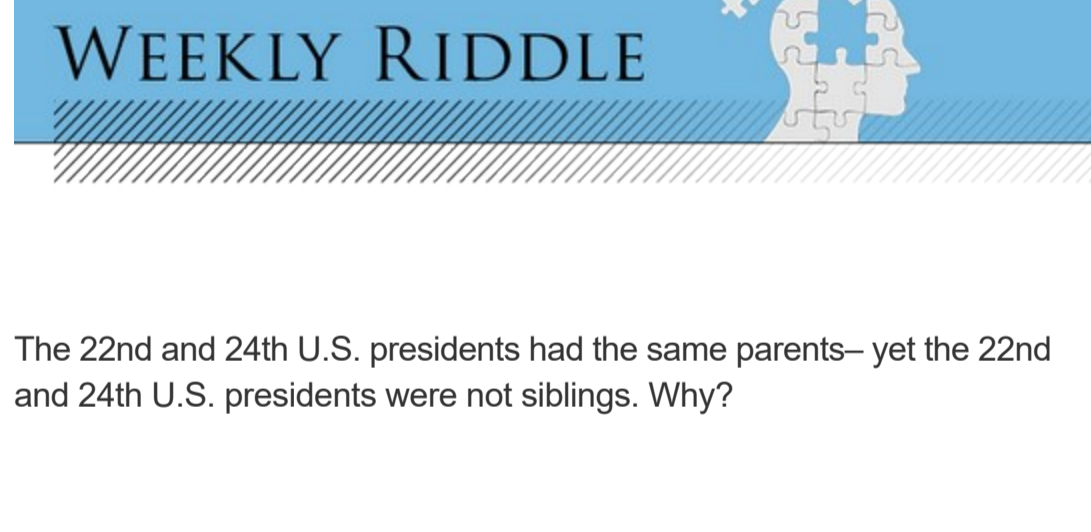 WEEKLY RIDDLE
The 22nd and 24th U.S. presidents had the same parents– yet the 22nd
and 24th U.S. presidents were not siblings. Why?